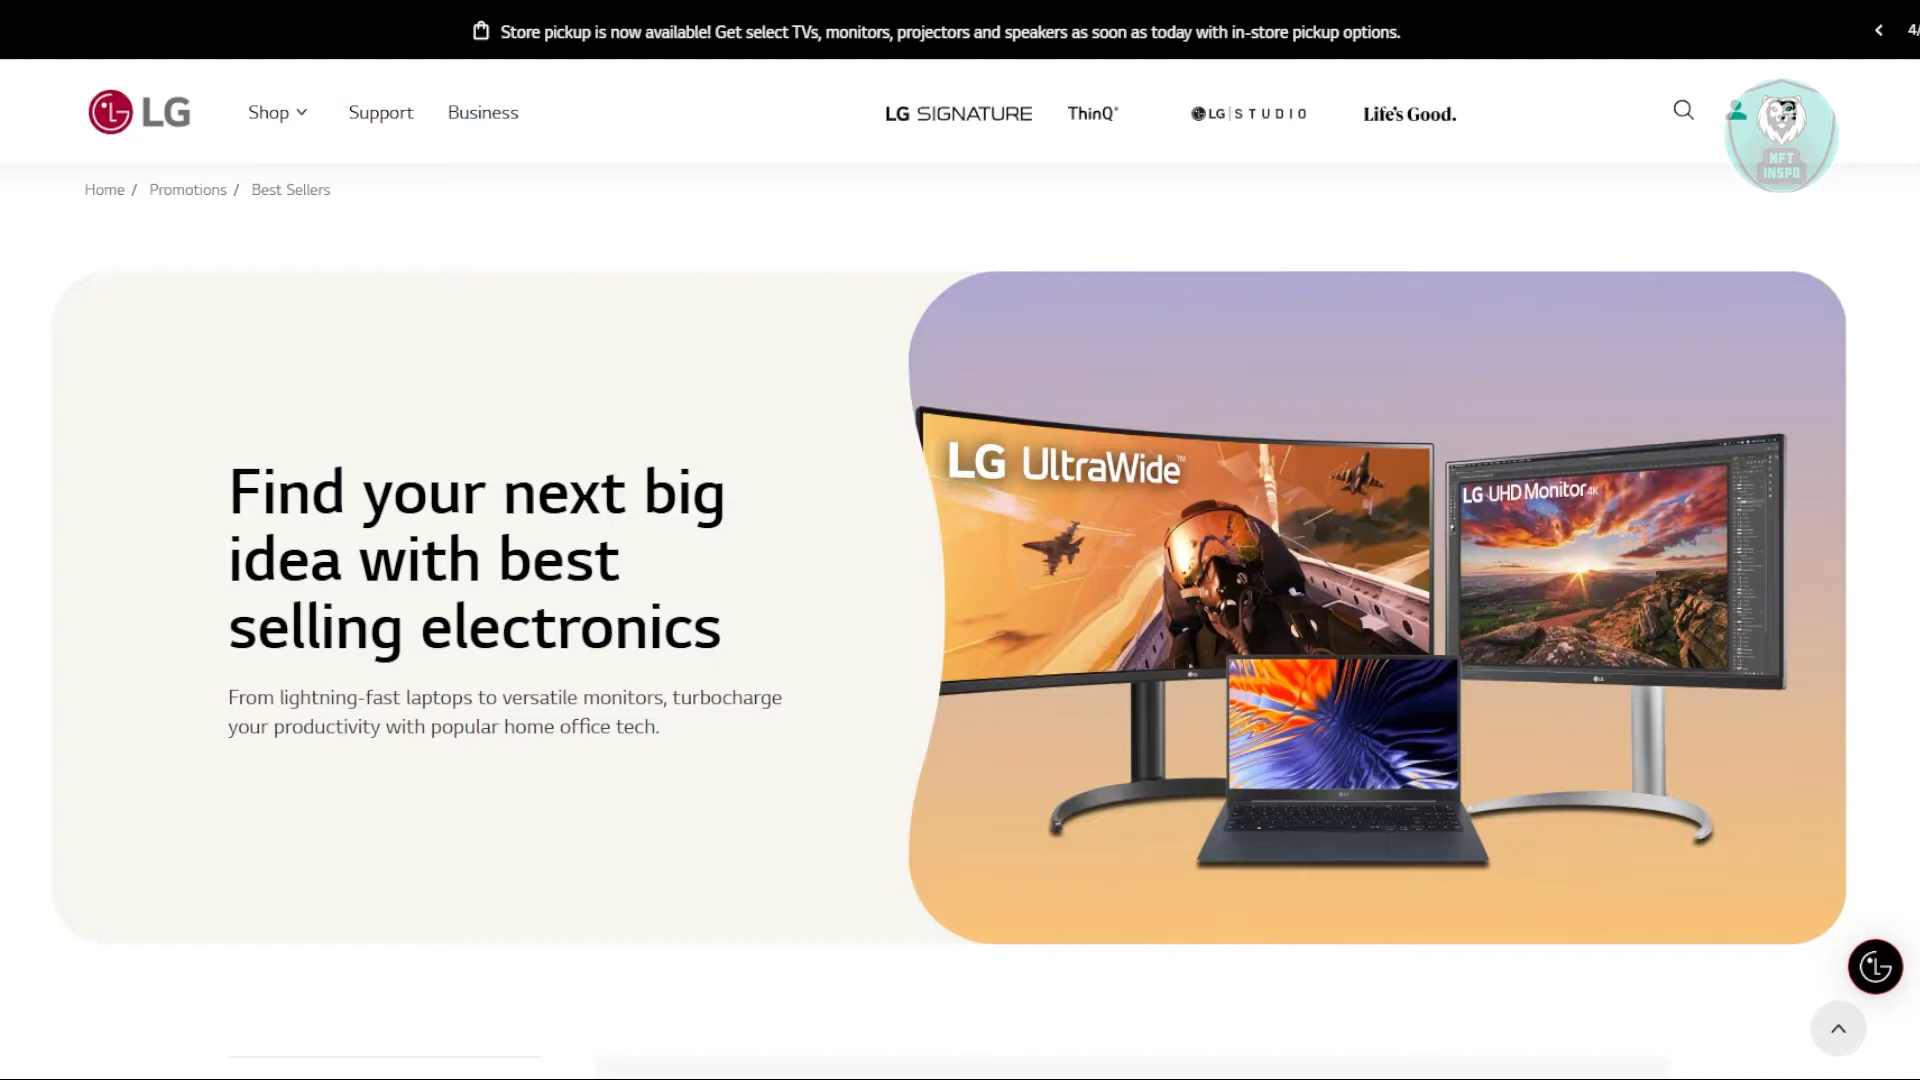 Store pickup is now available! Get select TVs, monitors, projectors and speakers as soon as today with in-store pickup options.
4/
LG
Shop
Support
Business
LG SIGNATURE
ThinQ
LG | STUDIO
Life's Good.
NFT
INSPO
Home / Promotions / Best Sellers
LG UltraWide™
LG UHD Monitor 4K
Find your next big
idea with best
selling electronics
From lightning-fast laptops to versatile monitors, turbocharge
your productivity with popular home office tech.